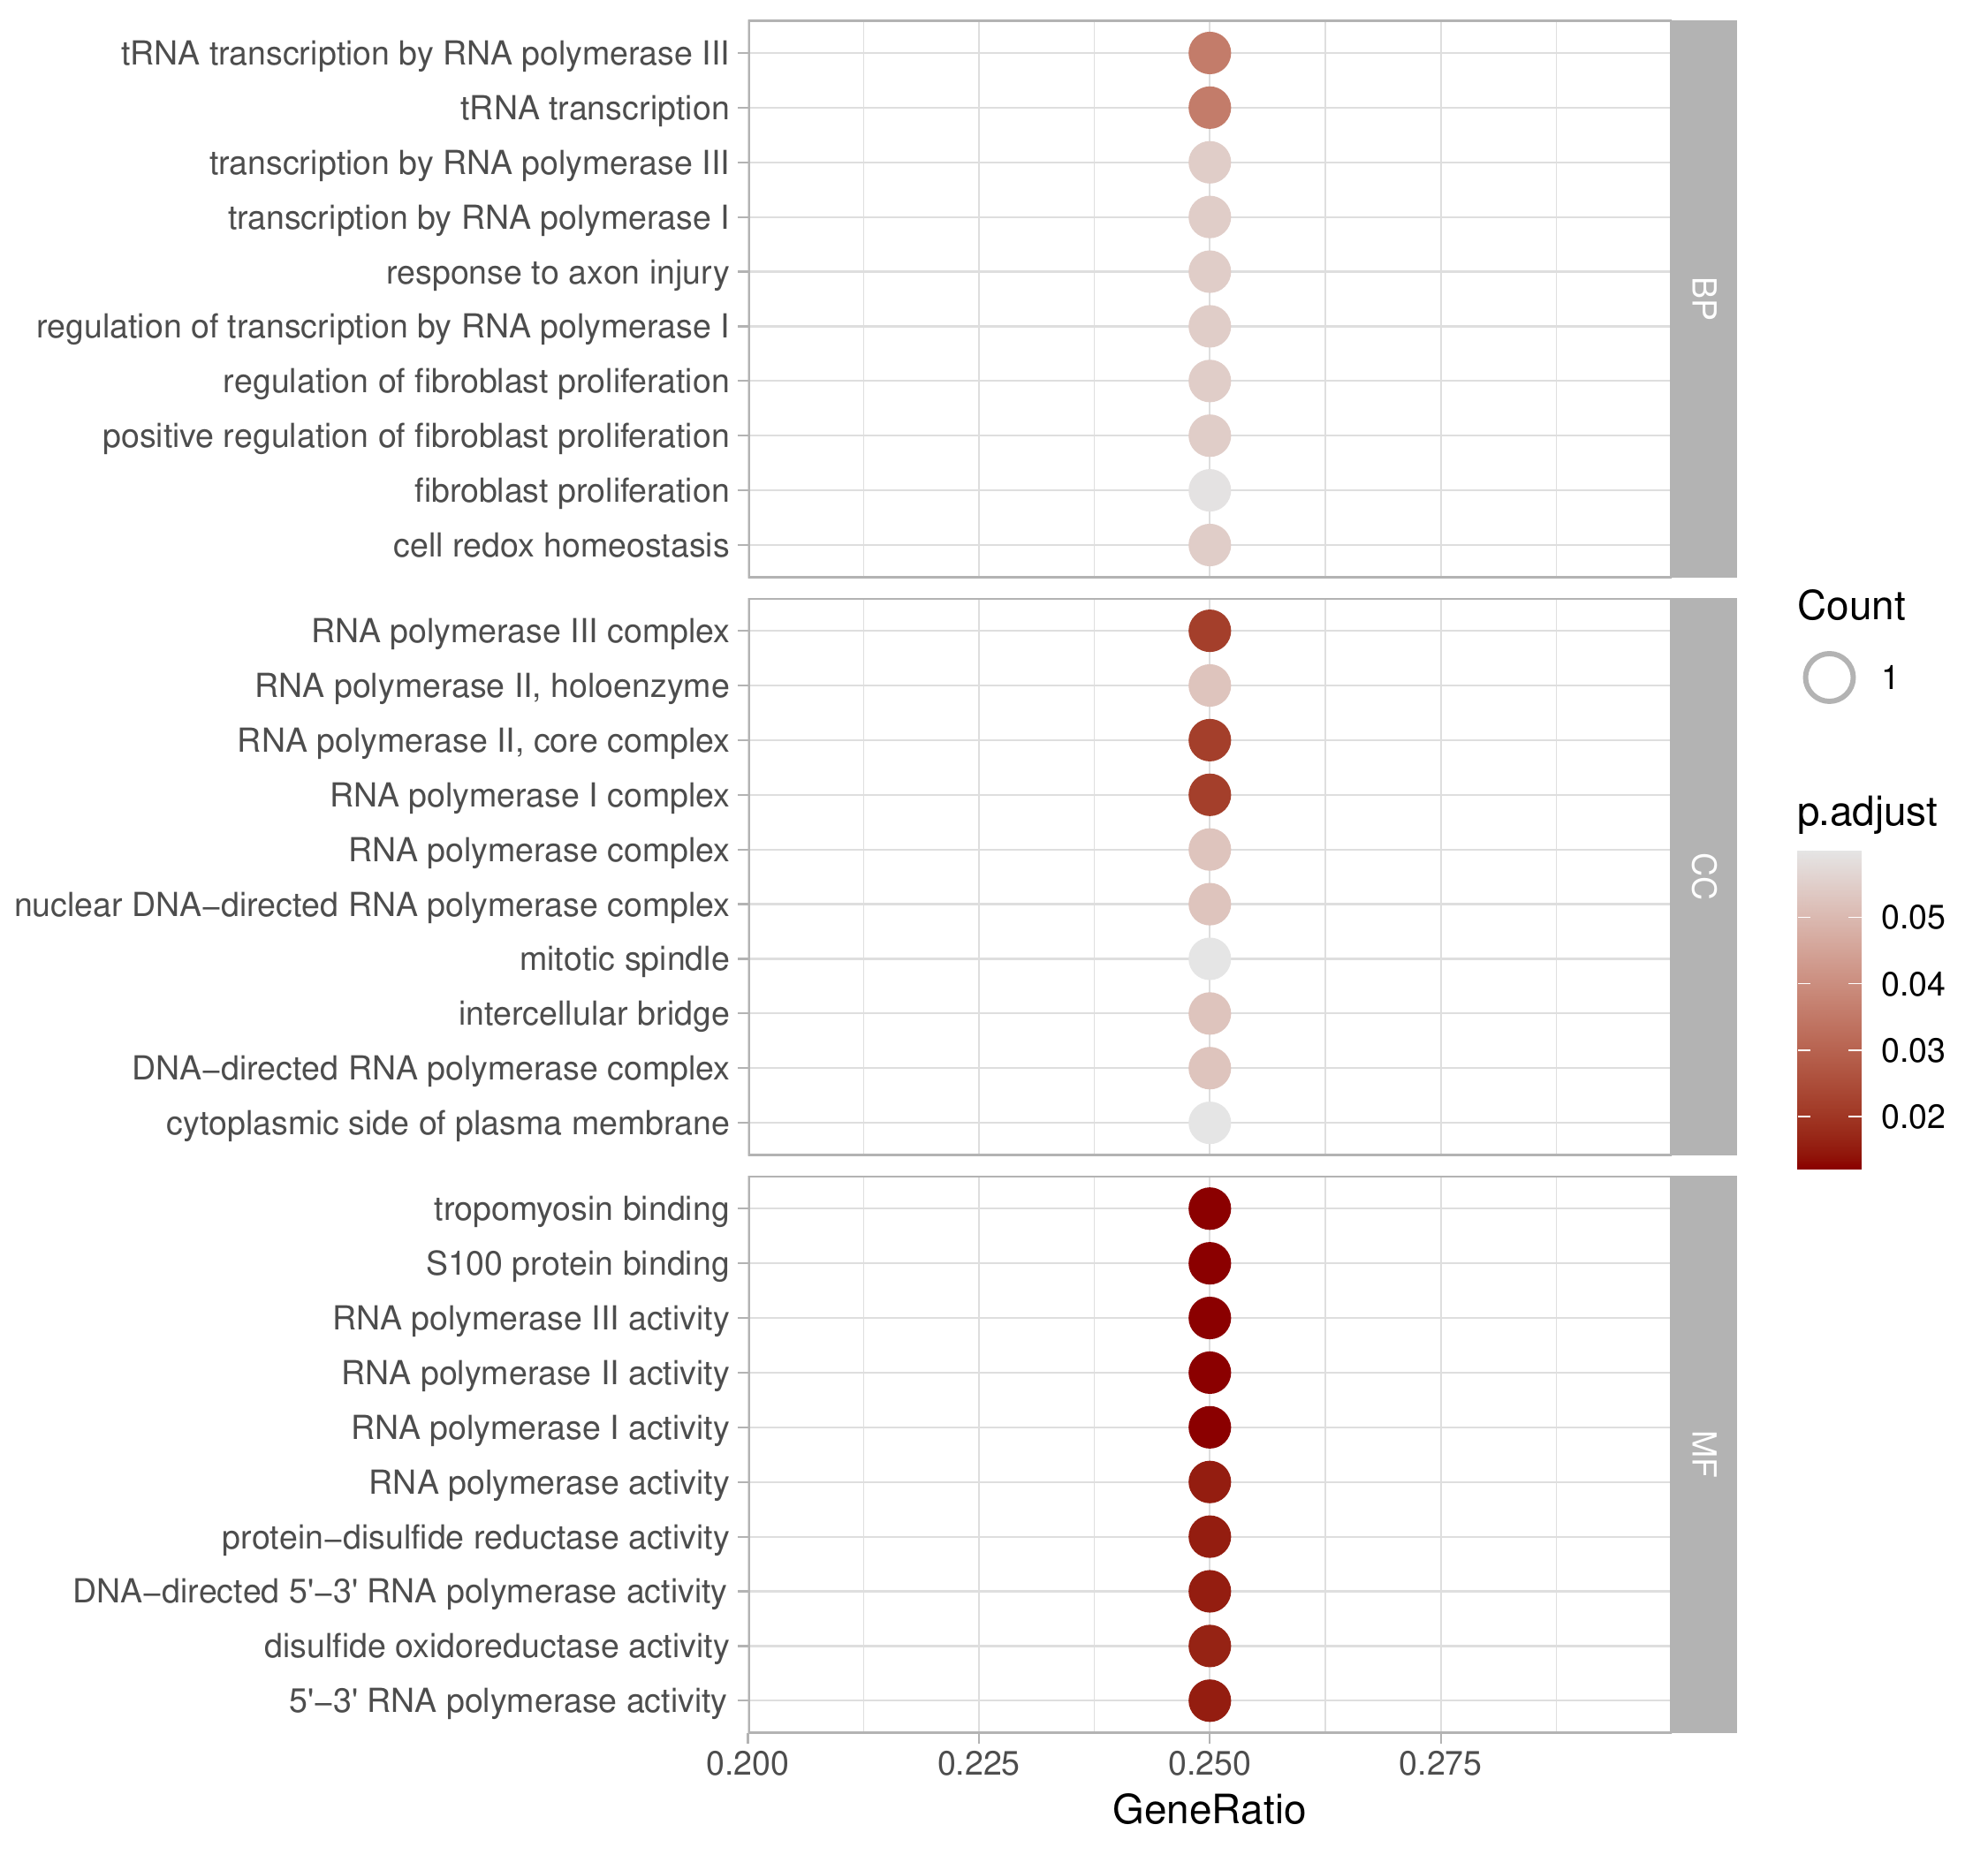 tRNA transcription by RNA polymerase III
tRNA transcription
transcription by RNA polymerase III
transcription by RNA polymerase I
response to axon injury
regulation of transcription by RNA polymerase I
regulation of fibroblast proliferation
positive regulation of fibroblast proliferation
fibroblast proliferation
cell redox homeostasis
BP
RNA polymerase III complex
RNA polymerase II, holoenzyme
RNA polymerase II, core complex
RNA polymerase I complex
RNA polymerase complex
nuclear DNA−directed RNA polymerase complex
mitotic spindle
intercellular bridge
DNA−directed RNA polymerase complex
cytoplasmic side of plasma membrane
CC
tropomyosin binding
S100 protein binding
RNA polymerase III activity
RNA polymerase II activity
RNA polymerase I activity
RNA polymerase activity
protein−disulfide reductase activity
DNA−directed 5'−3' RNA polymerase activity
disulfide oxidoreductase activity
5'−3' RNA polymerase activity
MF
0.200 0.225 0.250 0.275
GeneRatio
Count
1
p.adjust
0.05
0.04
0.03
0.02